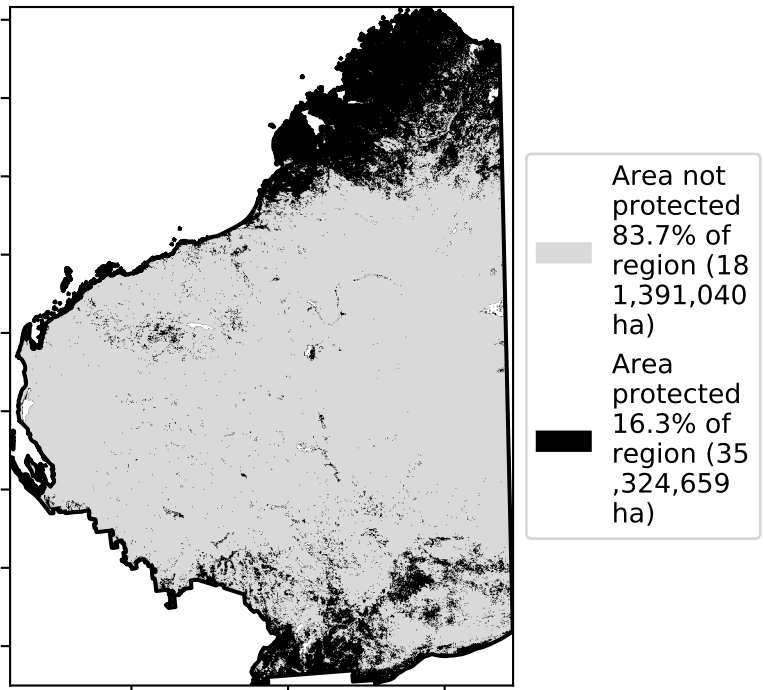 Area not
protected
83.7% of
region (18
1,391,040
ha)
Area
protected
16.3% of
region (35
,324,659
ha)